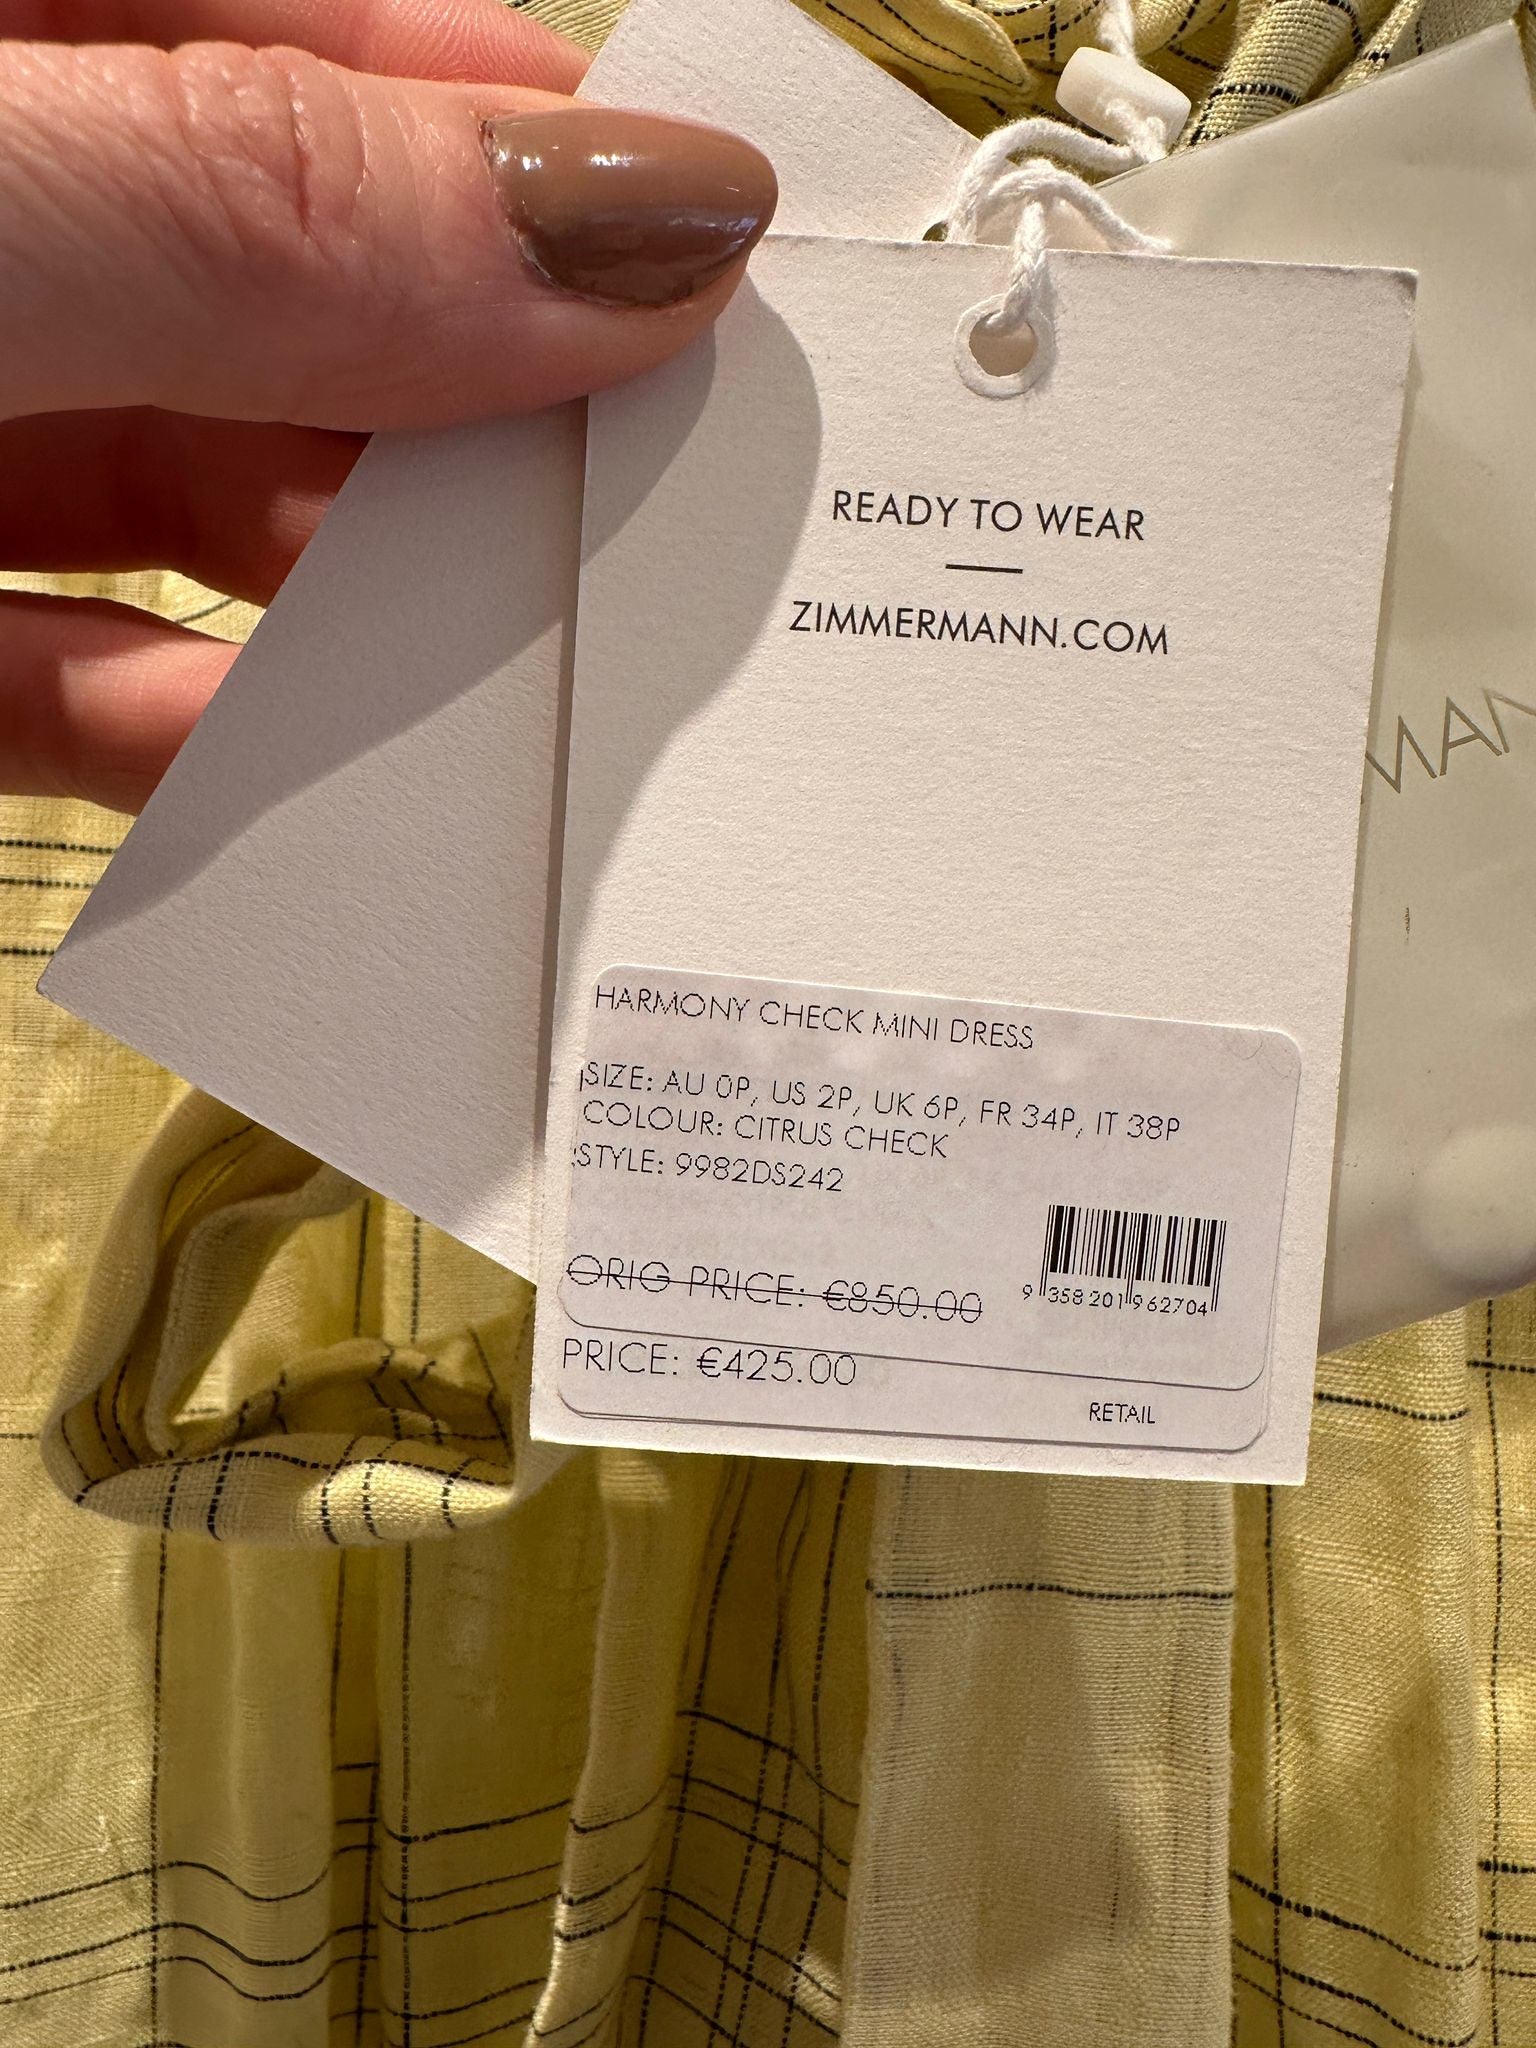 READY TO WEAR
ZIMMERMANN.COM
HARMONY CHECK MINI DRESS
SIZE: AU 0P, US 2P, UK 6P, FR 34P, IT 38P
COLOUR: CITRUS CHECK
STYLE: 9982DS242
ORIG PRICE: €850.00
9 358201 962704
PRICE: €425.00
RETAIL
MAN